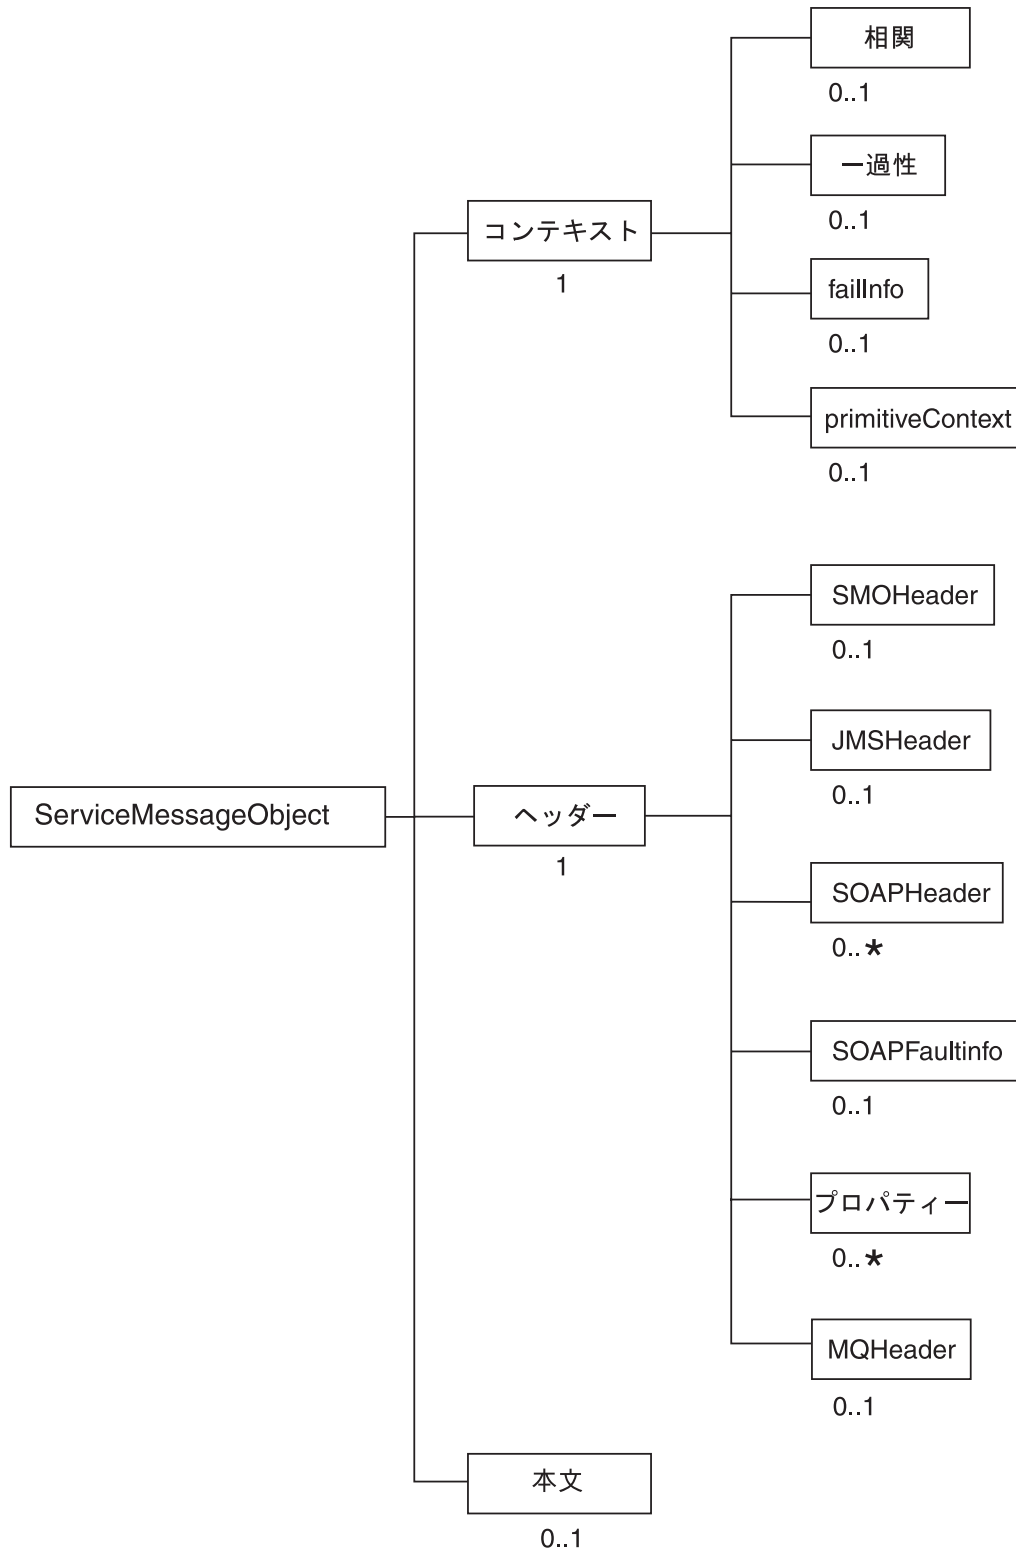 相関
0..1
一過性
0..1
コンテキスト
1
failInfo
0..1
primitiveContext
0..1
SMOHeader
0..1
JMSHeader
0..1
ServiceMessageObject
ヘッダー
1
SOAPHeader
0..*
SOAPFaultinfo
0..1
プロパティー
0..*
MQHeader
0..1
本文
0..1